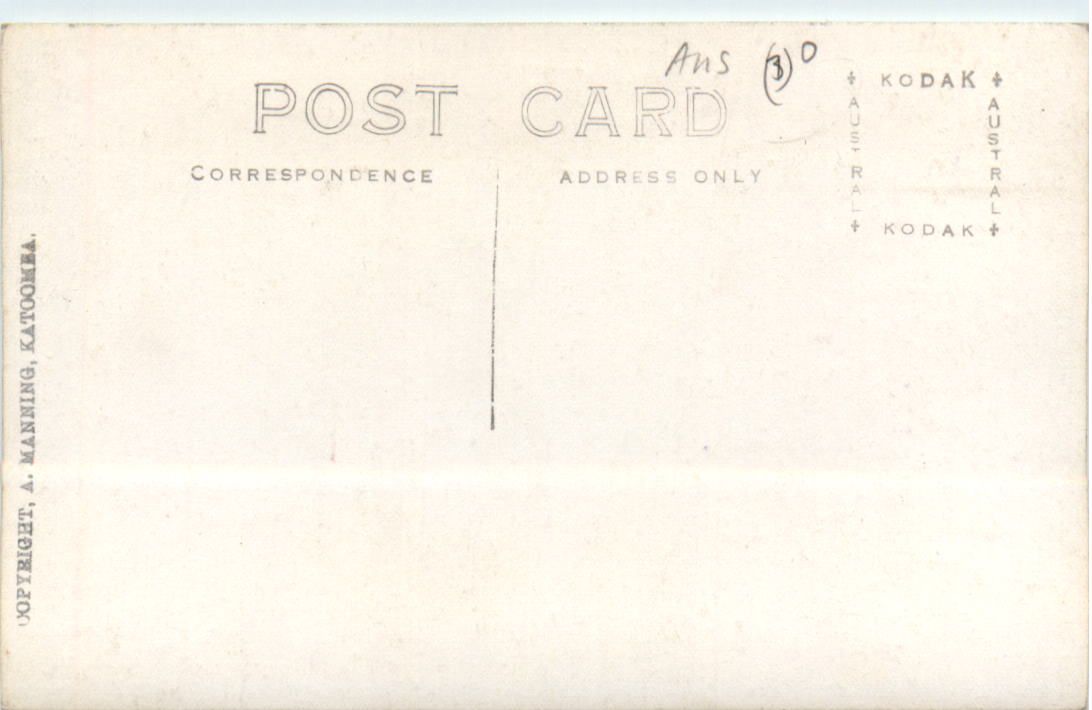 Ans (3) 0
POST CARD
CORRESPONDENCE
ADDRESS ONLY
KODAK
AUSTRAL
AUSTRAL
KODAK
COPYRIGHT, A. MANNING, KATOOMBA.